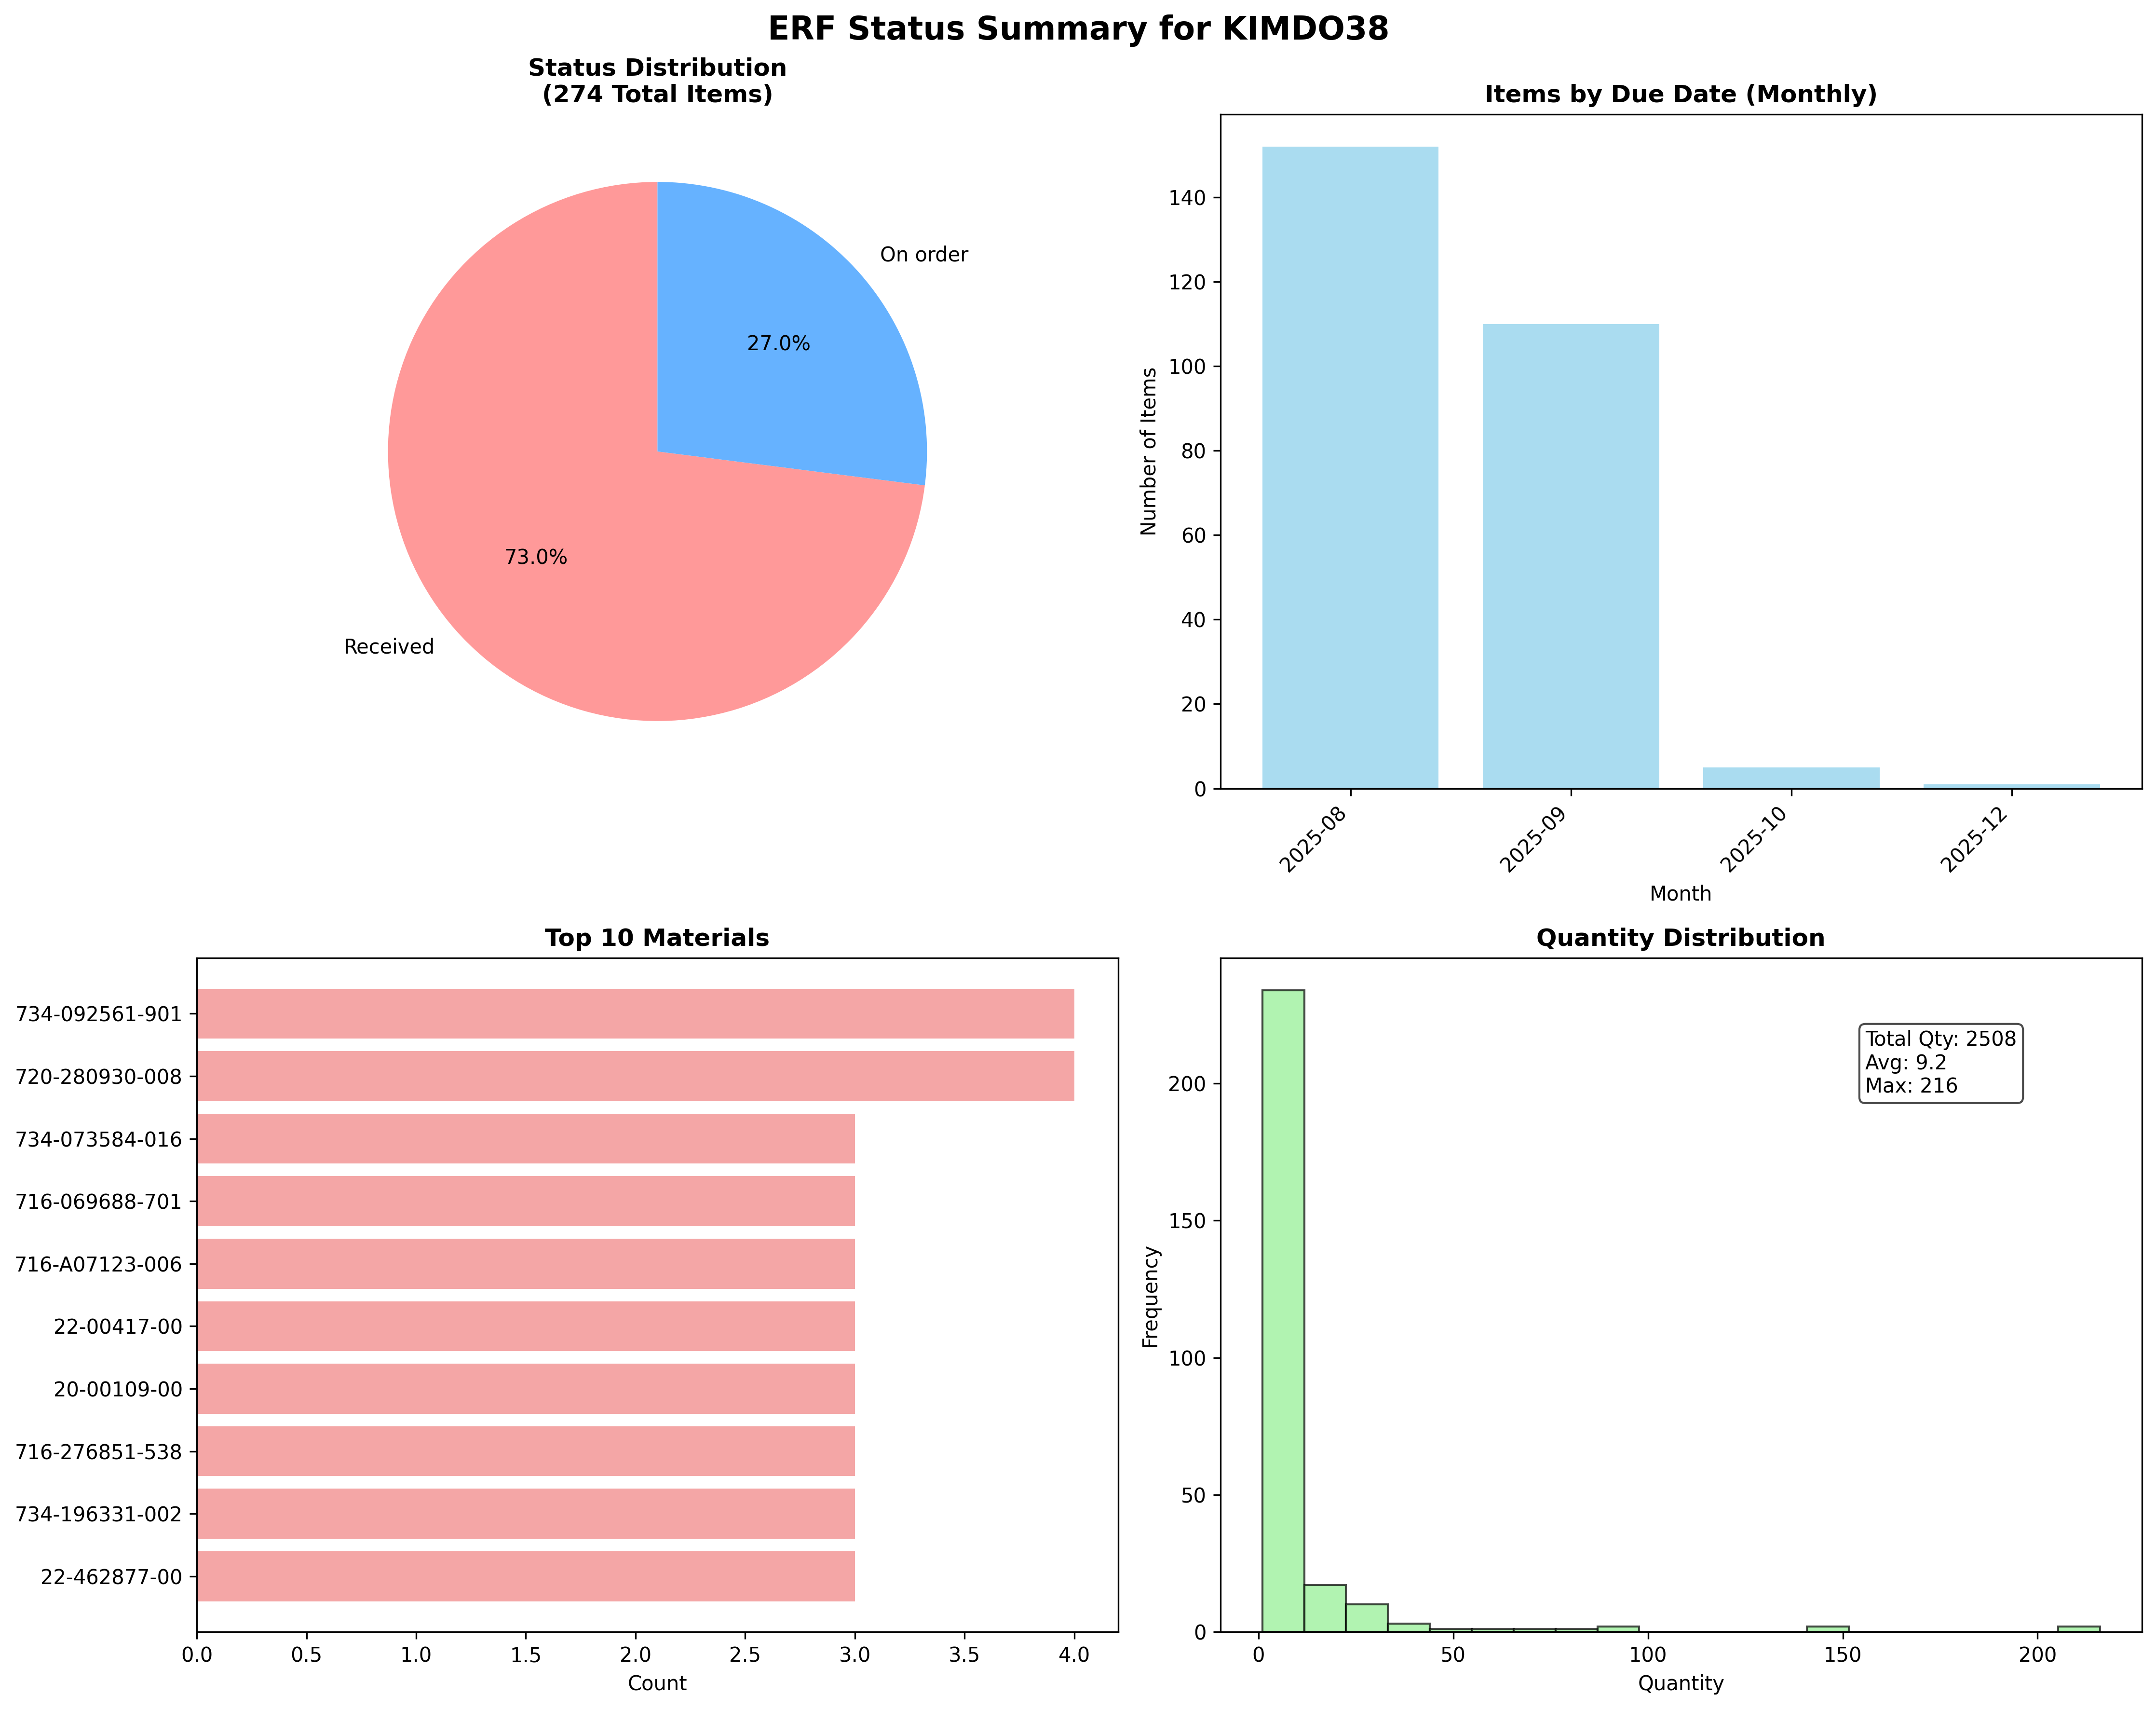 ERF Status Summary for KIMDO38
Status Distribution
(274 Total Items)
On order
27.0%
73.0%
Received
Items by Due Date (Monthly)
Number of Items
140
120
100
80
60
40
20
0
2025-08
2025-09
2025-10
2025-12
Month
Top 10 Materials
734-092561-901
720-280930-008
734-073584-016
716-069688-701
716-A07123-006
22-00417-00
20-00109-00
716-276851-538
734-196331-002
22-462877-00
0.0
0.5
1.0
1.5
2.0
2.5
3.0
3.5
4.0
Count
Quantity Distribution
Total Qty: 2508
Avg: 9.2
Max: 216
Frequency
200
150
100
50
0
0
50
100
150
200
Quantity